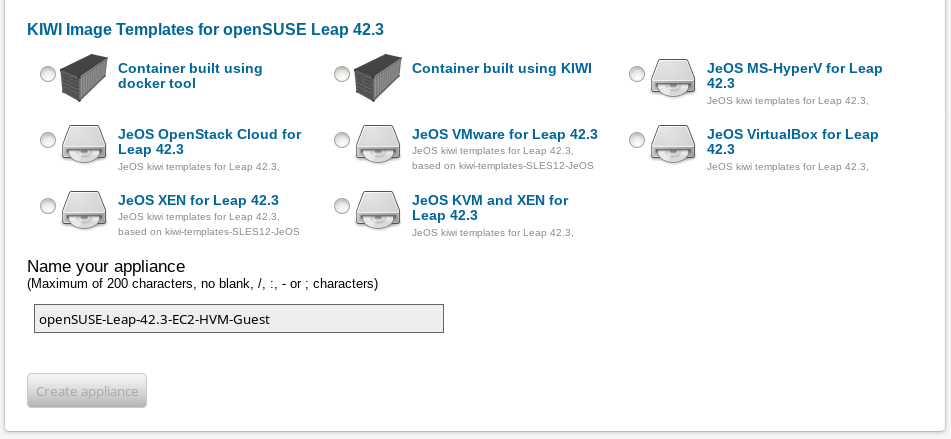 KIWI Image Templates for openSUSE Leap 42.3
Container built using
docker tool
Container built using KIWI
JeOS MS-HyperV for Leap
42.3
JeOS kiwi templates for Leap 42.3,
JeOS OpenStack Cloud for
Leap 42.3
JeOS kiwi templates for Leap 42.3,
JeOS VMware for Leap 42.3
JeOS kiwi templates for Leap 42.3,
based on kiwi-templates-SLES12-JeOS
JeOS VirtualBox for Leap
42.3
JeOS kiwi templates for Leap 42.3,
JeOS XEN for Leap 42.3
JeOS kiwi templates for Leap 42.3,
based on kiwi-templates-SLES12-JeOS
JeOS KVM and XEN for
Leap 42.3
JeOS kiwi templates for Leap 42.3,
Name your appliance
(Maximum of 200 characters, no blank, /, :, - or ; characters)
openSUSE-Leap-42.3-EC2-HVM-Guest
Create appliance